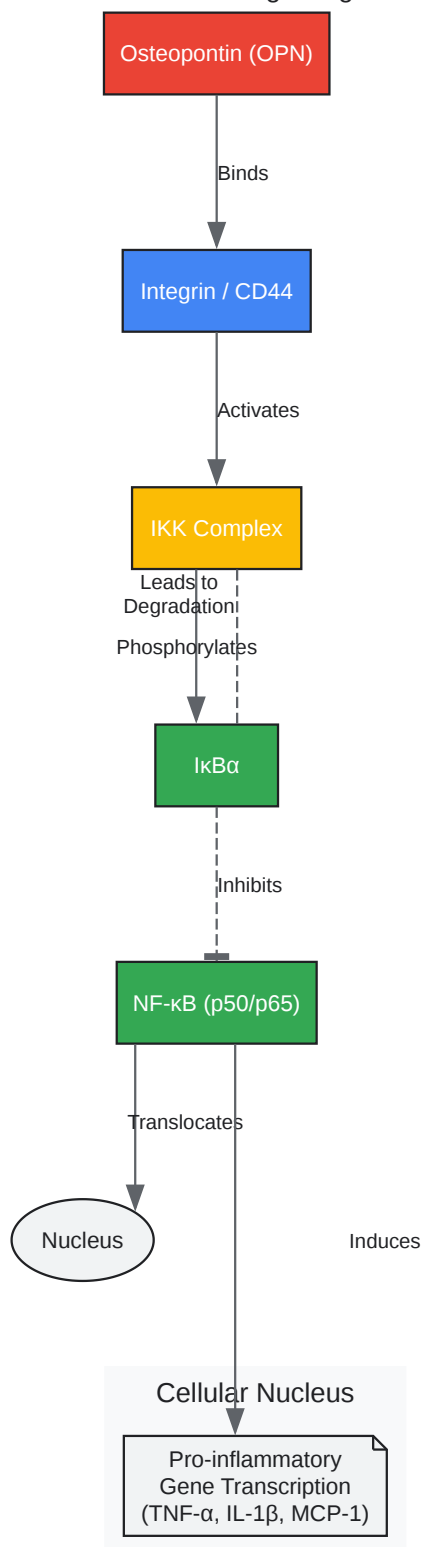 Osteopontin (OPN)
Binds
Integrin / CD44
Activates
IKK Complex
Leads to
Degradation
Phosphorylates
IκBα
Inhibits
NF-κB (p50/p65)
Translocates
Nucleus
Induces
Cellular Nucleus
Pro-inflammatory
Gene Transcription
(TNF-α, IL-1β, MCP-1)